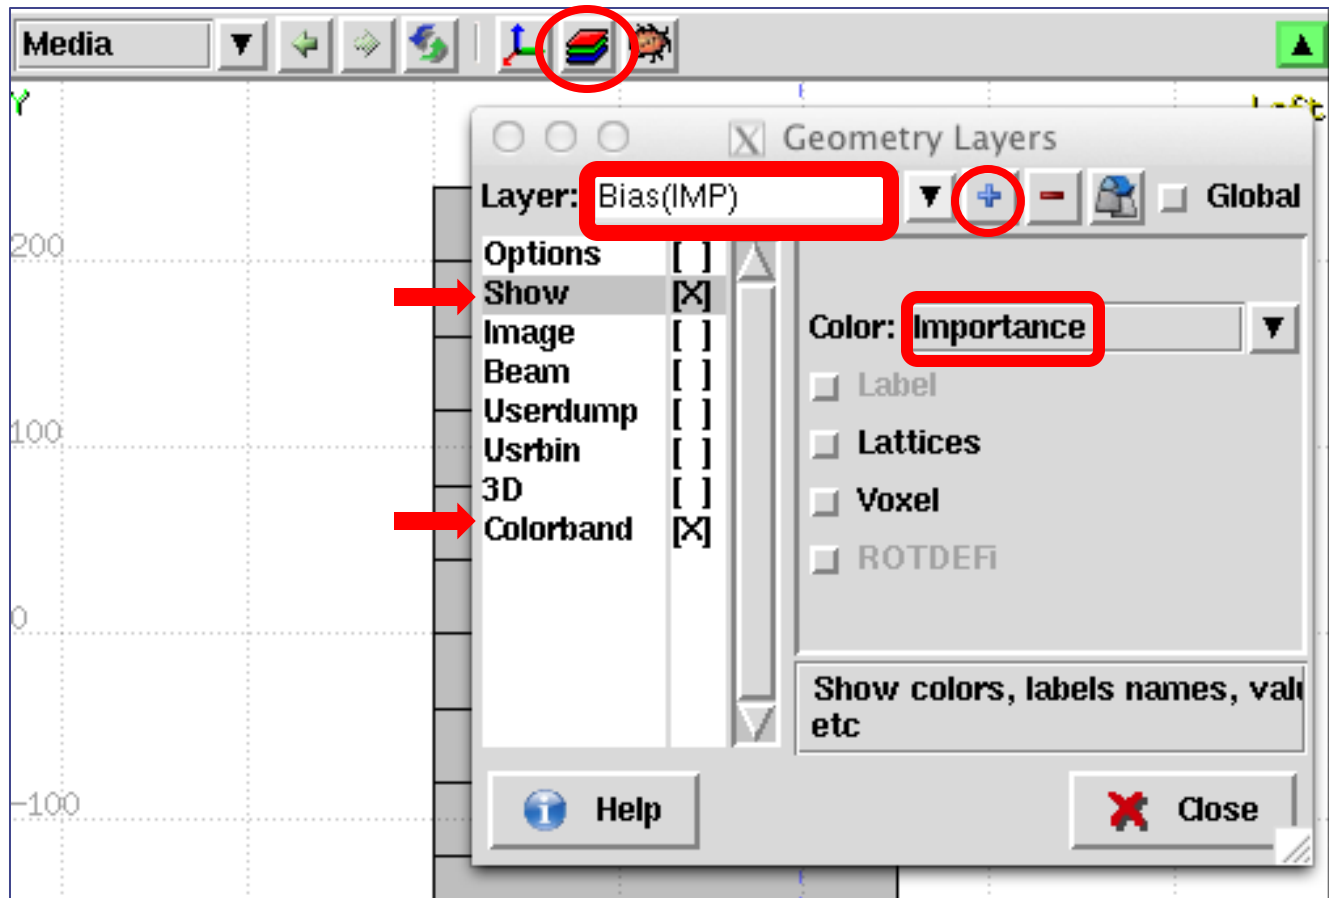 Media
Y
Left
Geometry Layers
Layer: Bias(IMP)
Global
200
Options [ ]
Show [X]
Image [ ]
Beam [ ]
Userdump [ ]
Usrbin [ ]
3D [ ]
Colorband [X]
Color: Importance
Label
Lattices
Voxel
ROTDEFi
100
0
Show colors, labels names, valu
etc
-100
Help
Close